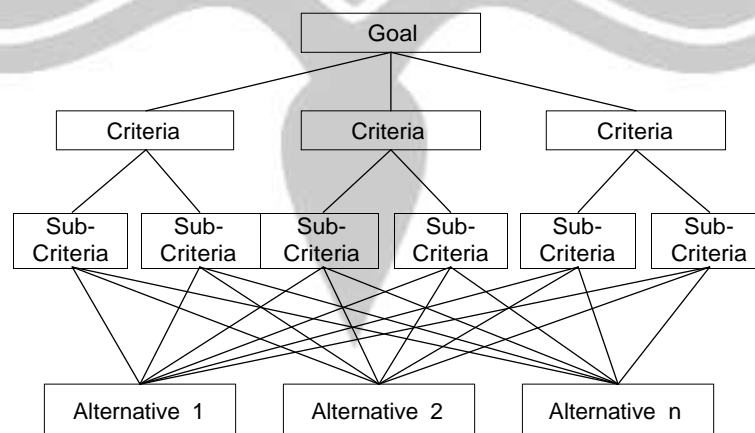 Goal
Criteria
Criteria
Criteria
Sub-
Criteria
Sub-
Criteria
Sub-
Criteria
Sub-
Criteria
Sub-
Criteria
Sub-
Criteria
Alternative 1
Alternative 2
Alternative n